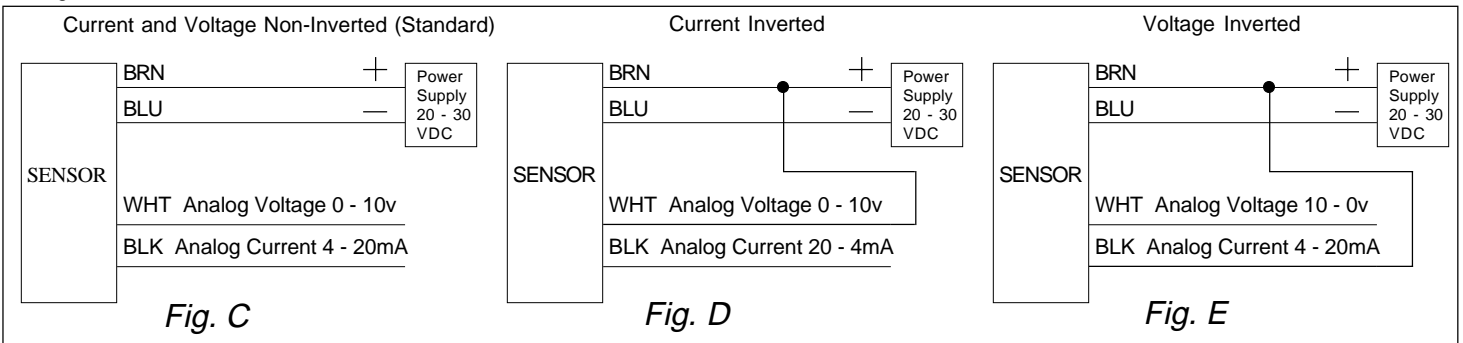 Current and Voltage Non-Inverted (Standard)
SENSOR
BRN
+
BLU
—
Power
Supply
20 - 30
VDC
WHT Analog Voltage 0 - 10v
BLK Analog Current 4 - 20mA
Fig. C
Current Inverted
SENSOR
BRN
+
BLU
—
Power
Supply
20 - 30
VDC
WHT Analog Voltage 0 - 10v
BLK Analog Current 20 - 4mA
Fig. D
Voltage Inverted
SENSOR
BRN
+
BLU
—
Power
Supply
20 - 30
VDC
WHT Analog Voltage 10 - 0v
BLK Analog Current 4 - 20mA
Fig. E